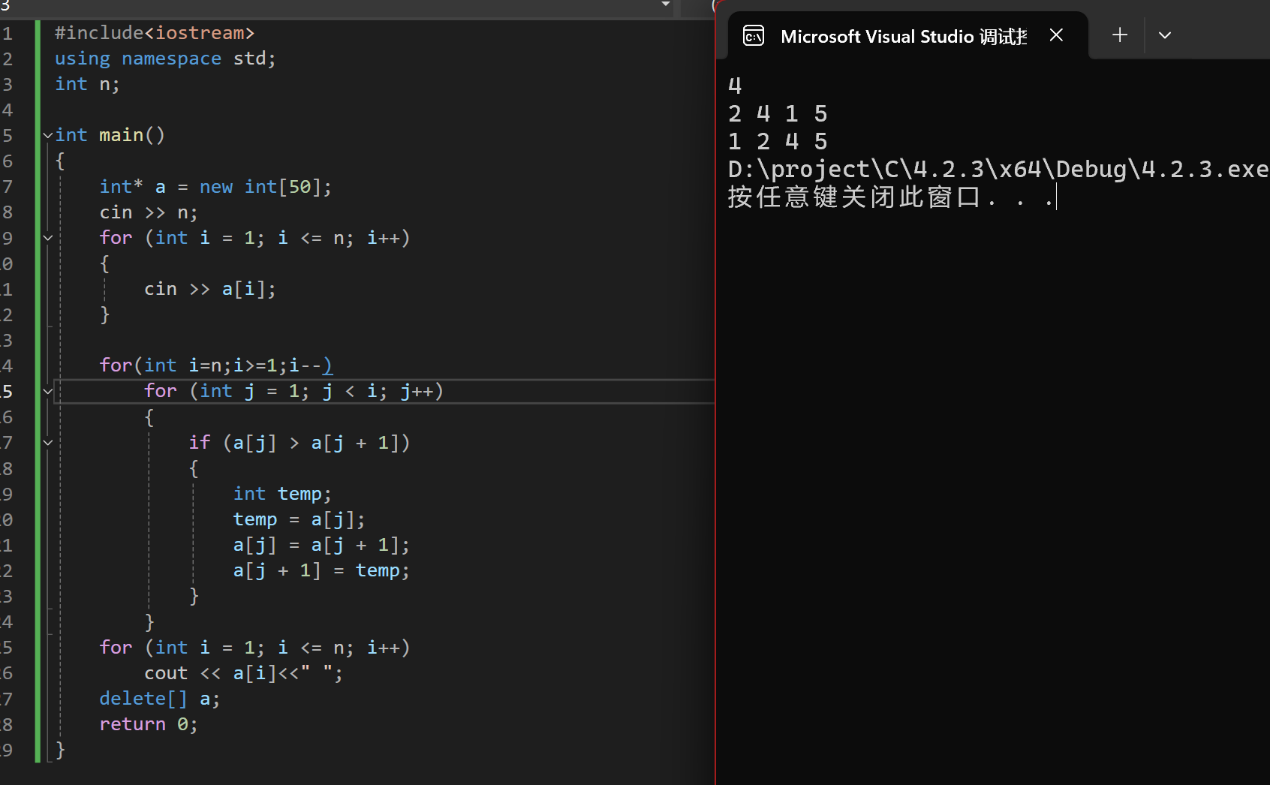 3
1 #include<iostream>
2 using namespace std;
3 int n;
4
5 int main()
6 {
7 int* a = new int[50];
8 cin >> n;
9 for (int i = 1; i <= n; i++)
0 {
1 cin >> a[i];
2 }
3
4 for(int i=n;i>=1;i--)
5 for (int j = 1; j < i; j++)
6 {
7 if (a[j] > a[j + 1])
8 {
9 int temp;
0 temp = a[j];
1 a[j] = a[j + 1];
2 a[j + 1] = temp;
3 }
4 }
5 for (int i = 1; i <= n; i++)
6 cout << a[i]<<" ";
7 delete[] a;
8 return 0;
9 }
Microsoft Visual Studio 调试
4
2 4 1 5
1 2 4 5
D:\project\C\4.2.3\x64\Debug\4.2.3.exe
按任意键关闭此窗口. . .